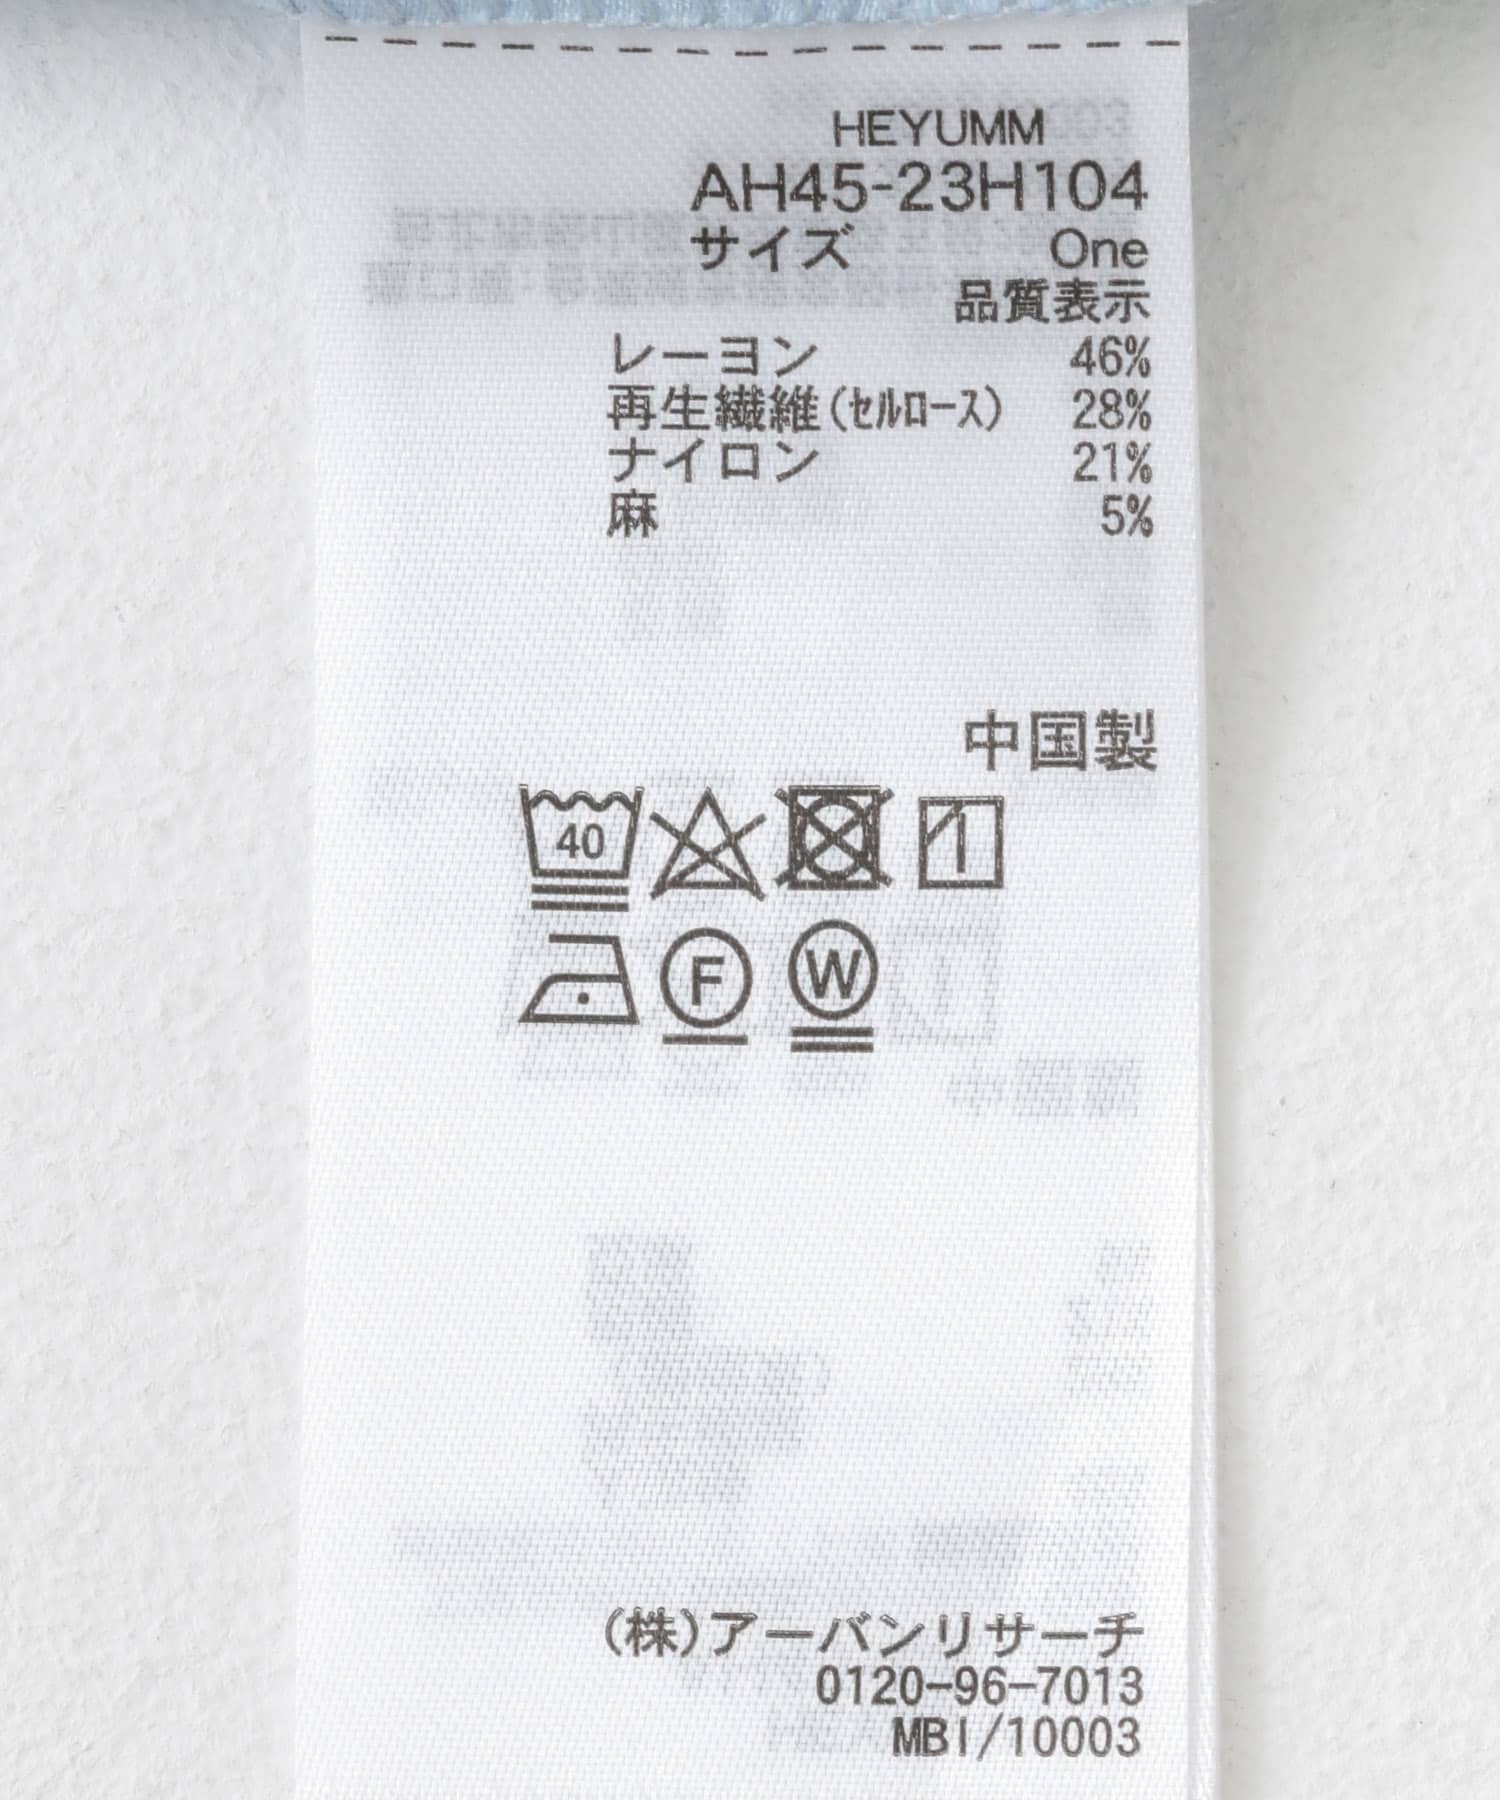 HEYUMM
AH45-23H104
サイズ One
品質表示
レーヨン 46%
再生繊維(セルロース) 28%
ナイロン 21%
麻 5%
中国製
40
F W
(株)アーバンリサーチ
0120-96-7013
MBI/10003